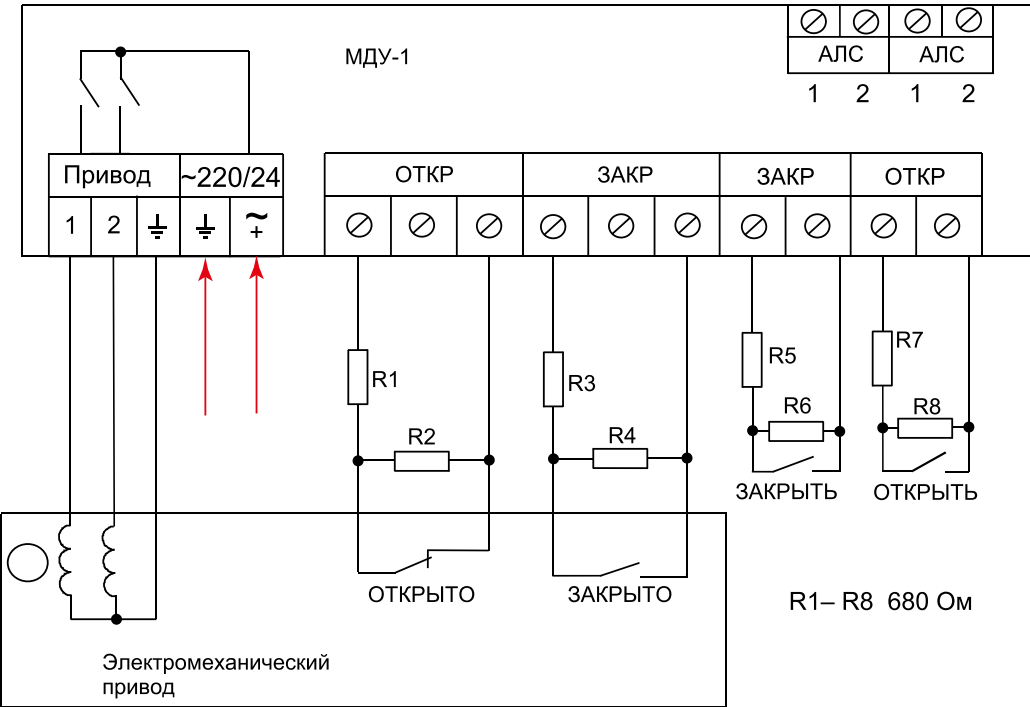 МДУ-1
АЛС АЛС
1 2 1 2
Привод ~220/24
1 2 ~
+
ОТКР ЗАКР ЗАКР ОТКР
R1
R2
R3
R4
R5
R6
R7
R8
ЗАКРЫТЬ ОТКРЫТЬ
ОТКРЫТО ЗАКРЫТО
R1– R8 680 Ом
Электромеханический
привод